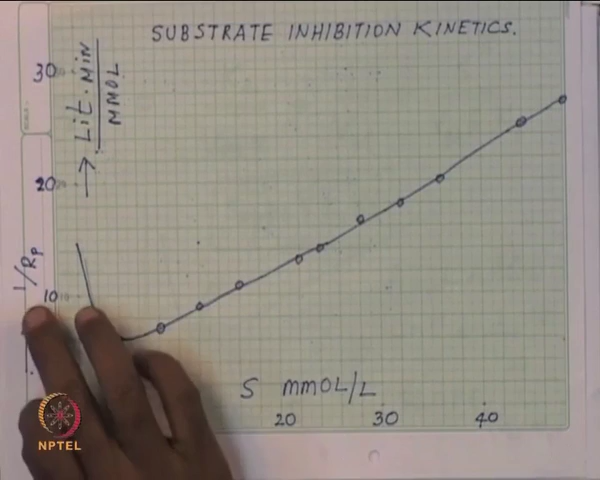 SUBSTRATE INHIBITION KINETICS.
30
→ Lit. Min
MMOL
20
1/Rp
10
S MMOL/L
20 30 40
NPTEL